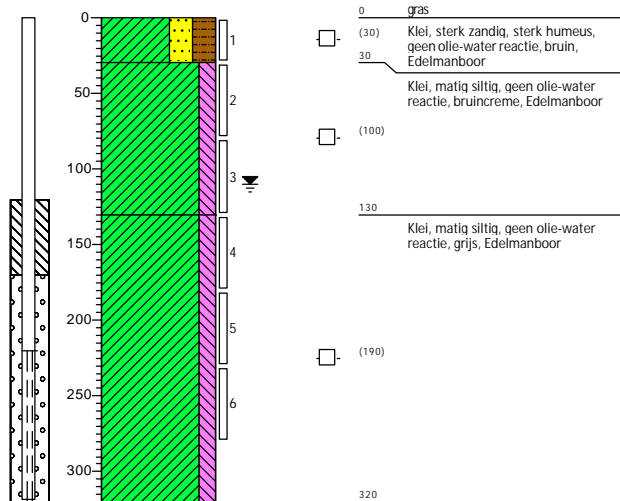 0
50
100
150
200
250
300
1
2
3
4
5
6
0 gras
(30) Klei, sterk zandig, sterk humeus,
geen olie-water reactie, bruin,
30 Edelmanboor
Klei, matig siltig, geen olie-water
reactie, bruincreme, Edelmanboor
(100)
130
Klei, matig siltig, geen olie-water
reactie, grijs, Edelmanboor
(190)
320